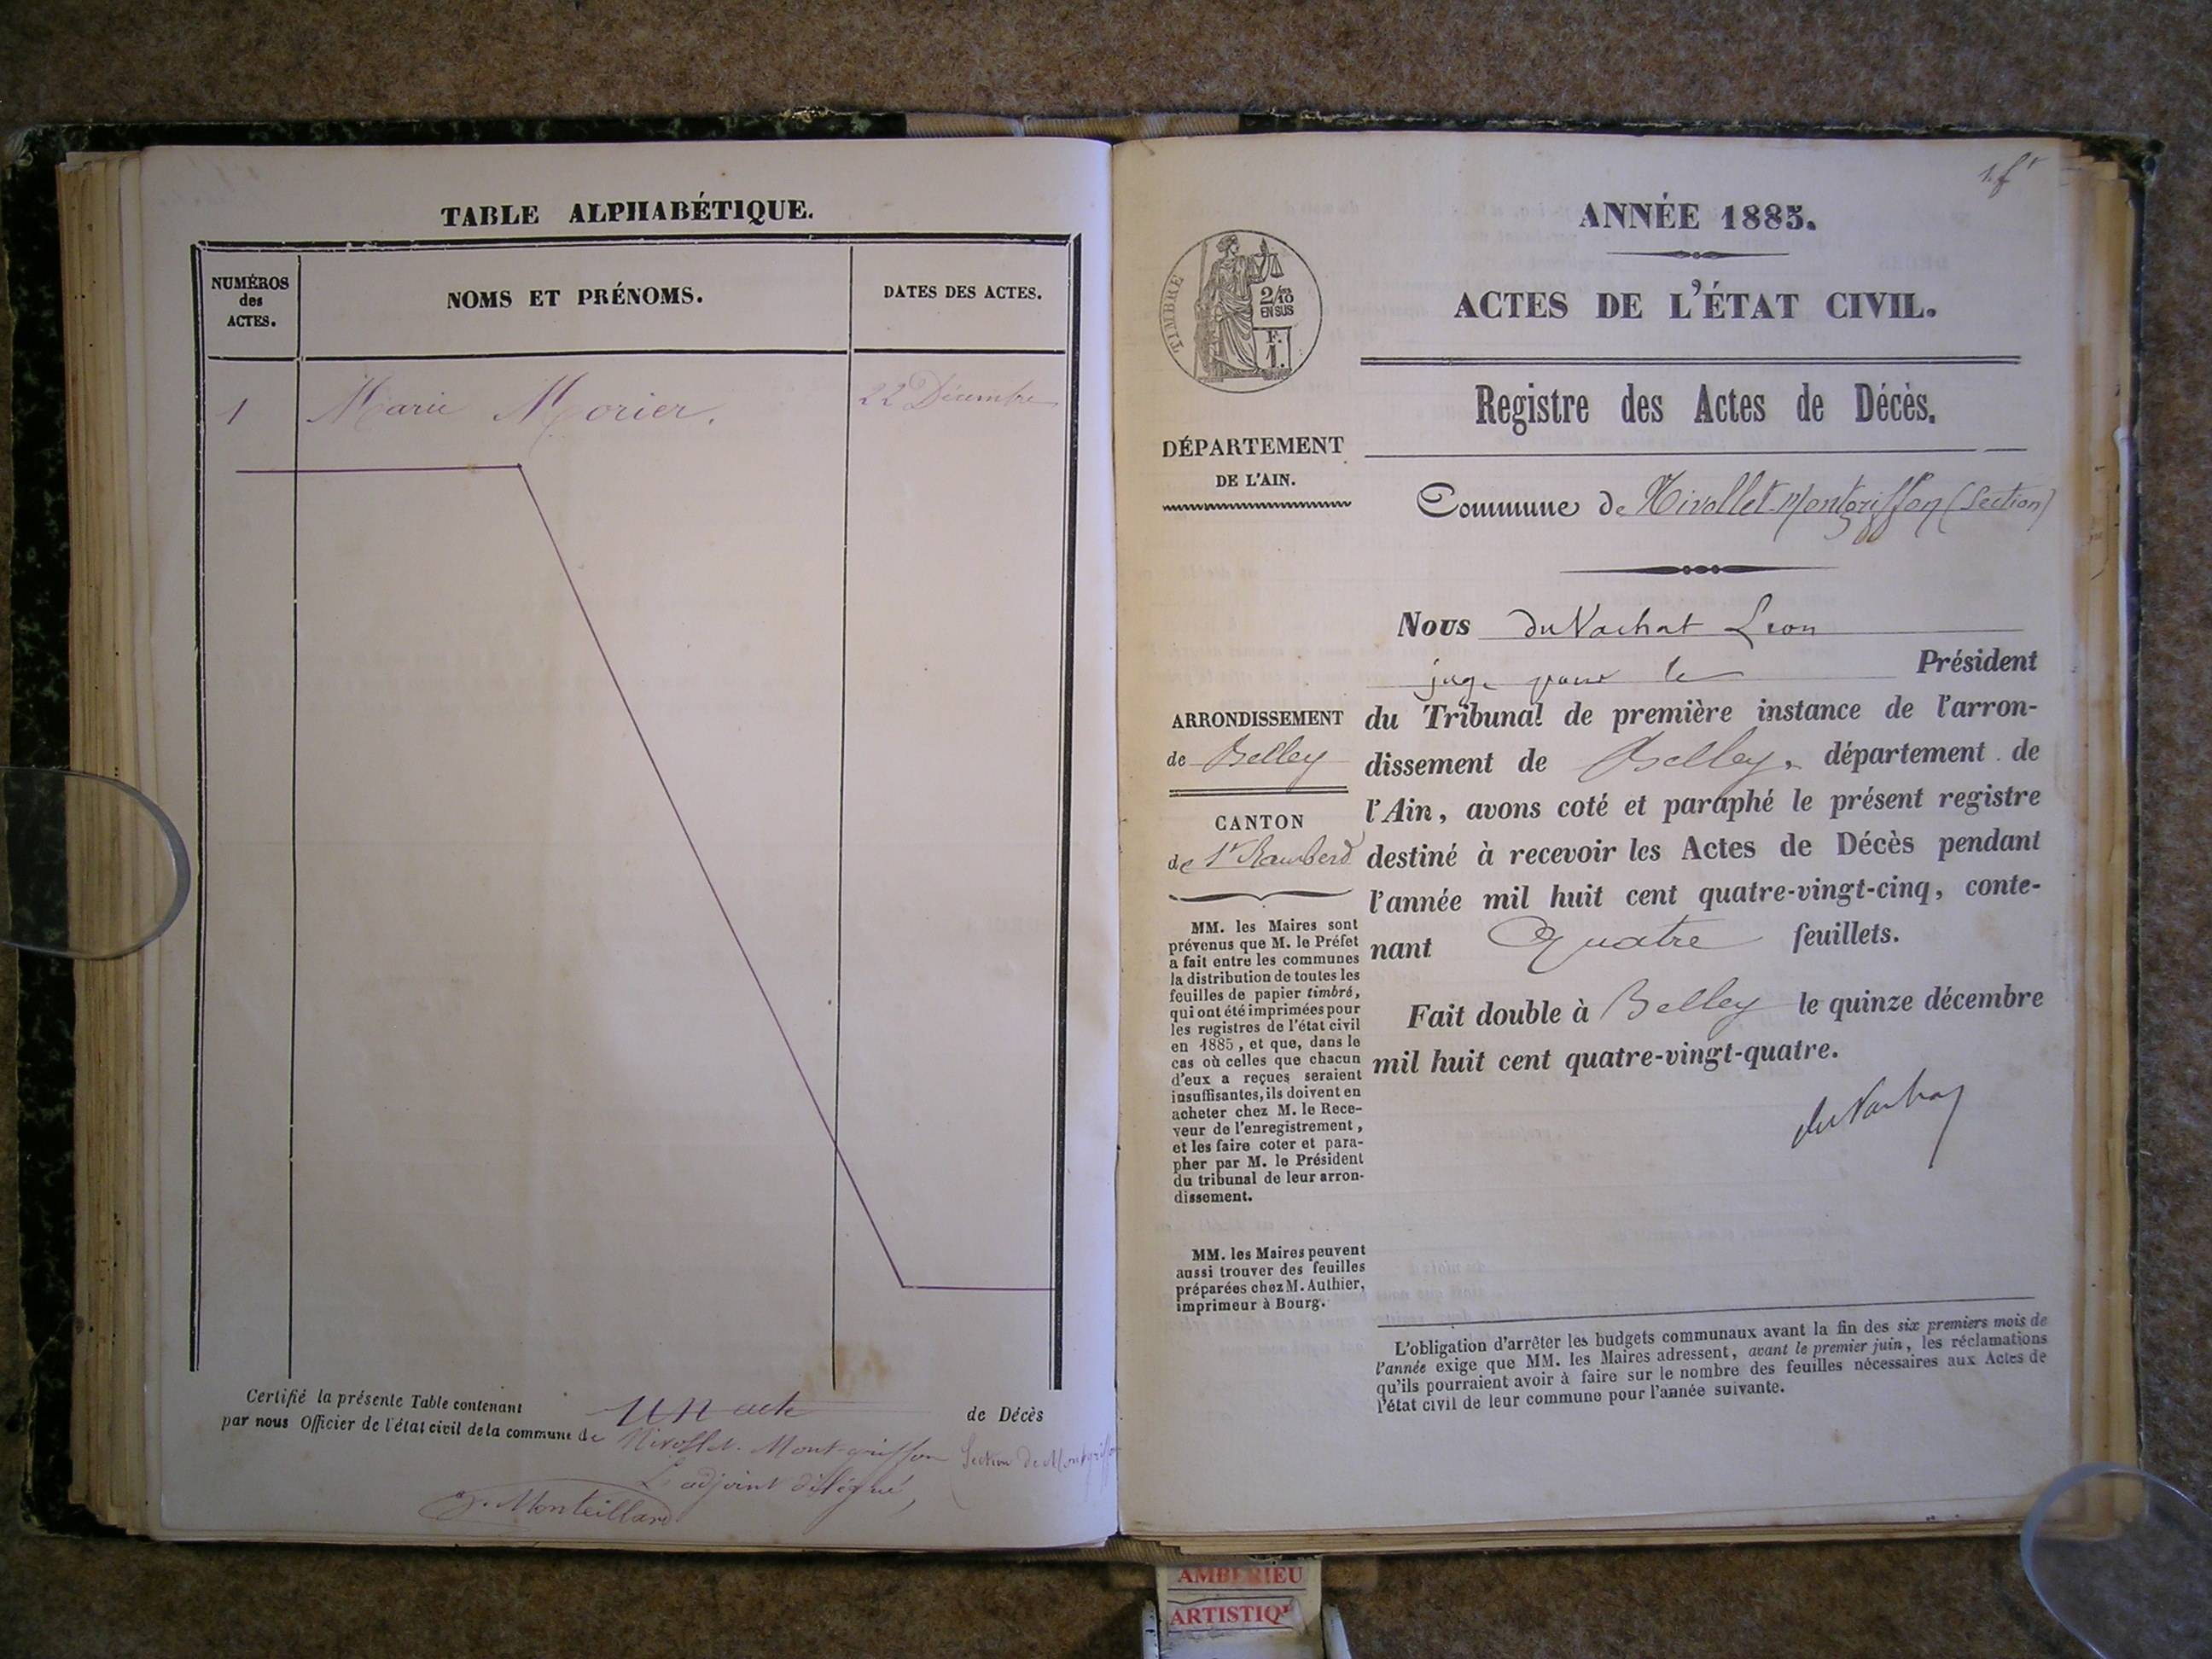 TABLE ALPHABÉTIQUE.
NUMÉROS
des
ACTES.
NOMS ET PRÉNOMS.
DATES DES ACTES.
1 Marie Morier. 22 Décembre
Certifié la présente Table contenant un acte de Décès
par nous Officier de l'état civil de la commune de Nivollet-Montgriffon Section de Montgriffon
L'adjoint délégué,
J. Monteillard
1. fr
ANNÉE 1885.
ACTES DE L'ÉTAT CIVIL.
TIMBRE
2/10
EN SUS
F.
1.
Registre des Actes de Décès.
DÉPARTEMENT
DE L'AIN.
Commune de Nivollet-Montgriffon (Section)
Nous du Vachat Léon
juge pour le Président
du Tribunal de première instance de l'arron-
dissement de Belley, département de
l'Ain, avons coté et paraphé le présent registre
destiné à recevoir les Actes de Décès pendant
l'année mil huit cent quatre-vingt-cinq, conte-
nant Quatre feuillets.
Fait double à Belley le quinze décembre
mil huit cent quatre-vingt-quatre.
du Vachat
ARRONDISSEMENT
de Belley
CANTON
de St Rambert
MM. les Maires sont
prévenus que M. le Préfet
a fait entre les communes
la distribution de toutes les
feuilles de papier timbré,
qui ont été imprimées pour
les registres de l'état civil
en 1885, et que, dans le
cas où celles que chacun
d'eux a reçues seraient
insuffisantes, ils doivent en
acheter chez M. le Rece-
veur de l'enregistrement,
et les faire coter et para-
pher par M. le Président
du tribunal de leur arron-
dissement.
MM. les Maires peuvent
aussi trouver des feuilles
préparées chez M. Authier,
imprimeur à Bourg.
L'obligation d'arrêter les budgets communaux avant la fin des six premiers mois de
l'année exige que MM. les Maires adressent, avant le premier juin, les réclamations
qu'ils pourraient avoir à faire sur le nombre des feuilles nécessaires aux Actes de
l'état civil de leur commune pour l'année suivante.
AMBERIEU
ARTISTIQ